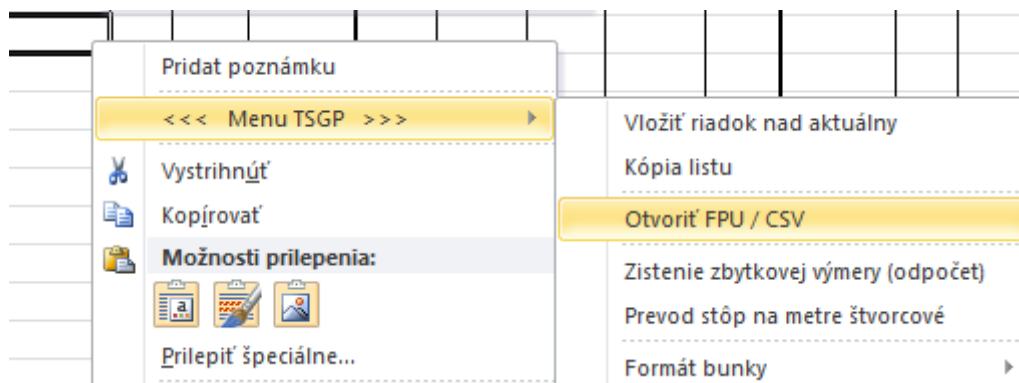 Pridat poznámku
<<< Menu TSGP >>>
Vystrihnúť
Kopírovať
Možnosti prilepenia:
a
Prilepiť špeciálne...
Vložiť riadok nad aktuálny
Kópia listu
Otvoriť FPU / CSV
Zistenie zbytkovej výmery (odpočet)
Prevod stôp na metre štvorcové
Formát bunky